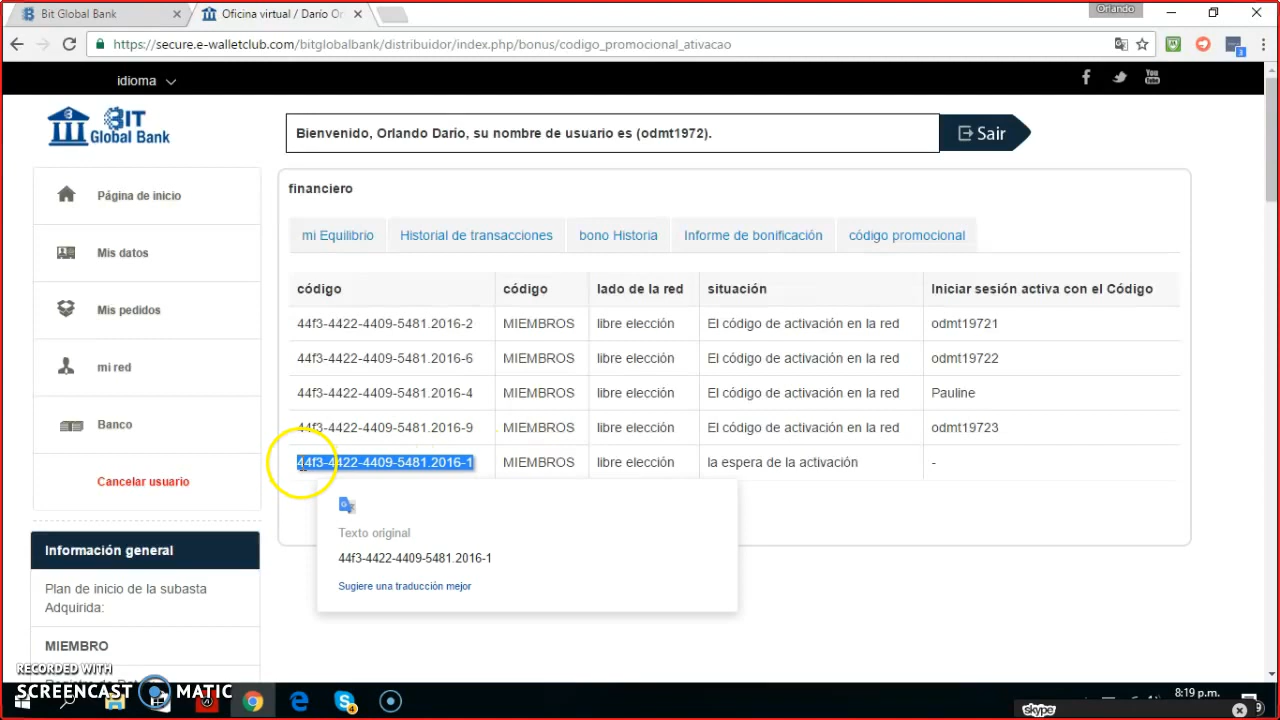 Bit Global Bank
Oficina virtual / Darío Or
Orlando
https://secure.e-walletclub.com/bitglobalbank/distribuidor/index.php/bonus/codigo_promocional_ativacao
idioma
You
Tube
BIT
Global Bank
Bienvenido, Orlando Darío, su nombre de usuario es (odmt1972).
Sair
Página de inicio
Mis datos
Mis pedidos
mi red
Banco
Cancelar usuario
Información general
Plan de inicio de la subasta
Adquirida:
MIEMBRO
financiero
mi Equilibrio Historial de transacciones bono Historia Informe de bonificación código promocional
código código lado de la red situación Iniciar sesión activa con el Código
44f3-4422-4409-5481.2016-2 MIEMBROS libre elección El código de activación en la red odmt19721
44f3-4422-4409-5481.2016-6 MIEMBROS libre elección El código de activación en la red odmt19722
44f3-4422-4409-5481.2016-4 MIEMBROS libre elección El código de activación en la red Pauline
44f3-4422-4409-5481.2016-9 MIEMBROS libre elección El código de activación en la red odmt19723
44f3-4422-4409-5481.2016-1 MIEMBROS libre elección la espera de la activación -
Texto original
44f3-4422-4409-5481.2016-1
Sugiere una traducción mejor
RECORDED WITH
SCREENCAST MATIC
8:19 p.m.
skype